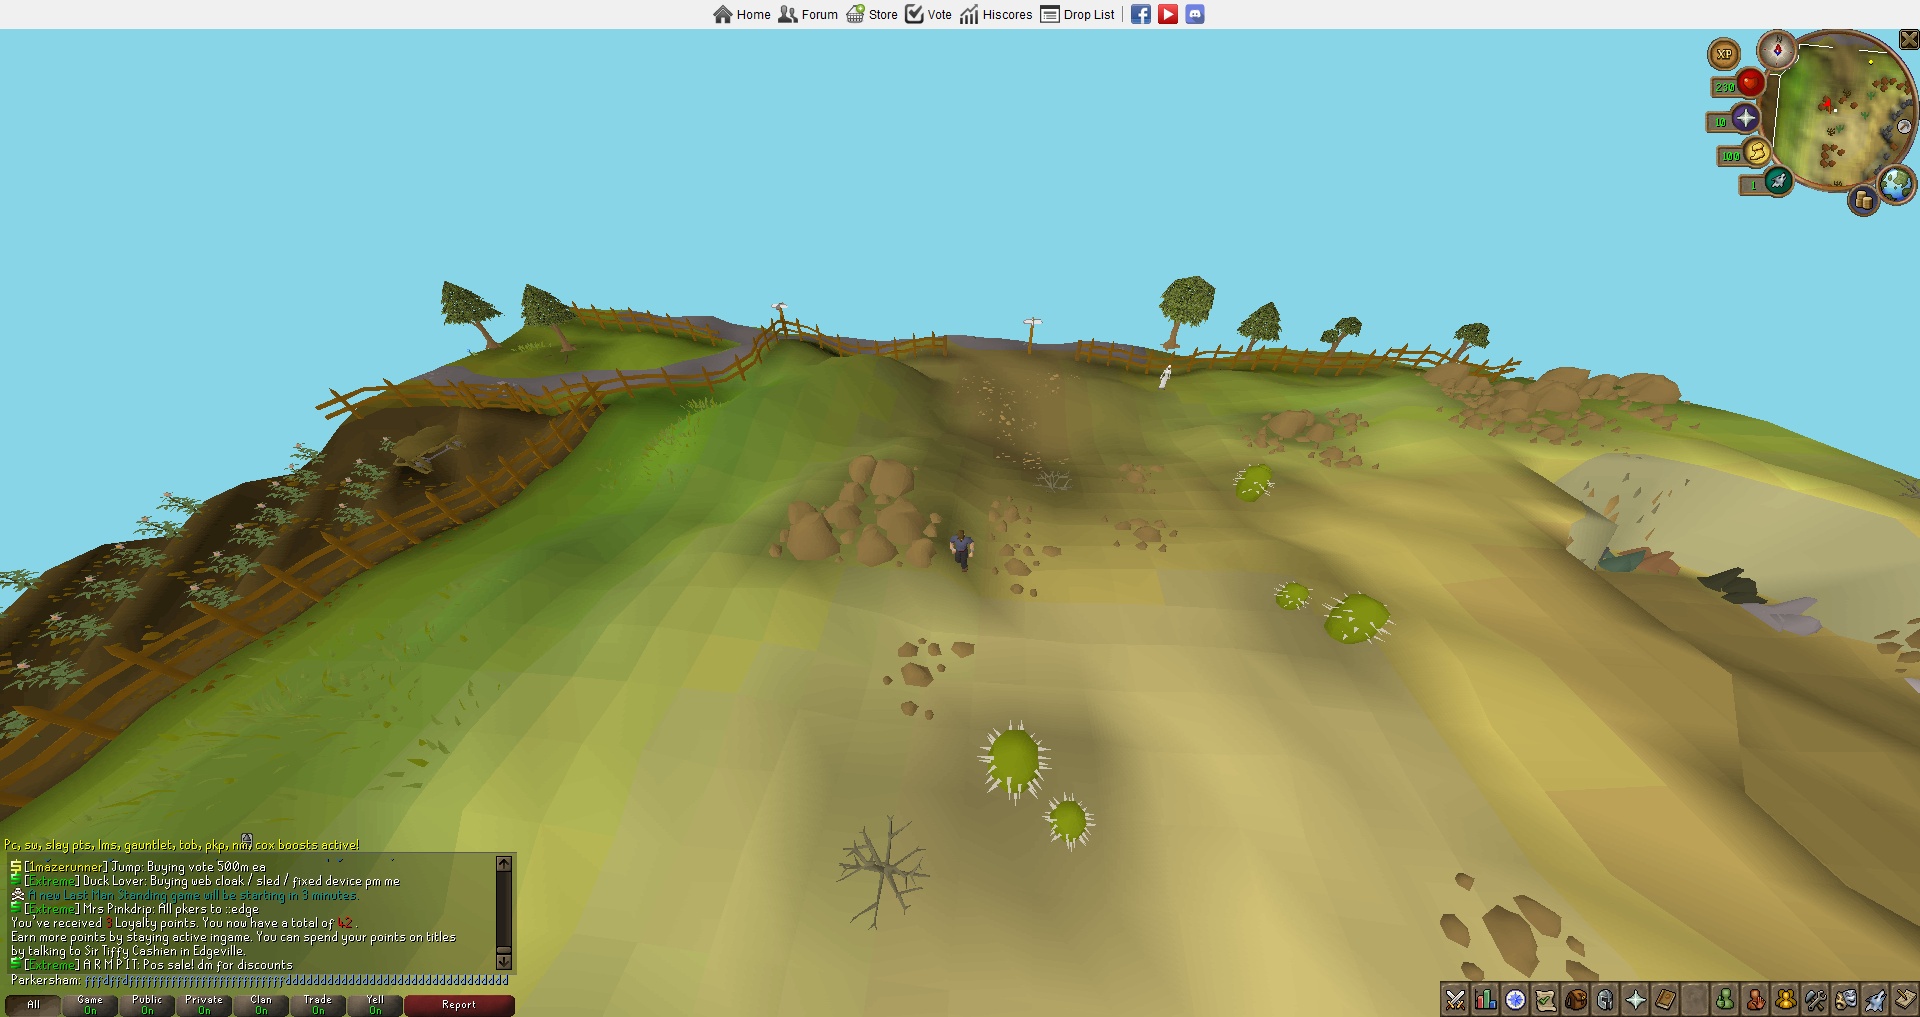 Home Forum Store Vote Hiscores Drop List
XP
N
230
10
100
1
Pc, sw, slay pts, lms, gauntlet, tob, pkp, nm, cox boosts active!
[1mazerunner] Jump: Buying vote 500m ea
[Extreme] Duck Lover: Buying web cloak / sled / fixed device pm me
A new Last Man Standing game will be starting in 3 minutes.
[Extreme] Mrs Pinkdrip: All pkers to ::edge
You've received 3 Loyalty points. You now have a total of 42.
Earn more points by staying active ingame. You can spend your points on titles
by talking to Sir Tiffy Cashien in Edgeville.
[Extreme] A R M P I T: Pos sale! dm for discounts
Parkersham:
All Game Public Private Clan Trade Yell Report
On On On On On On